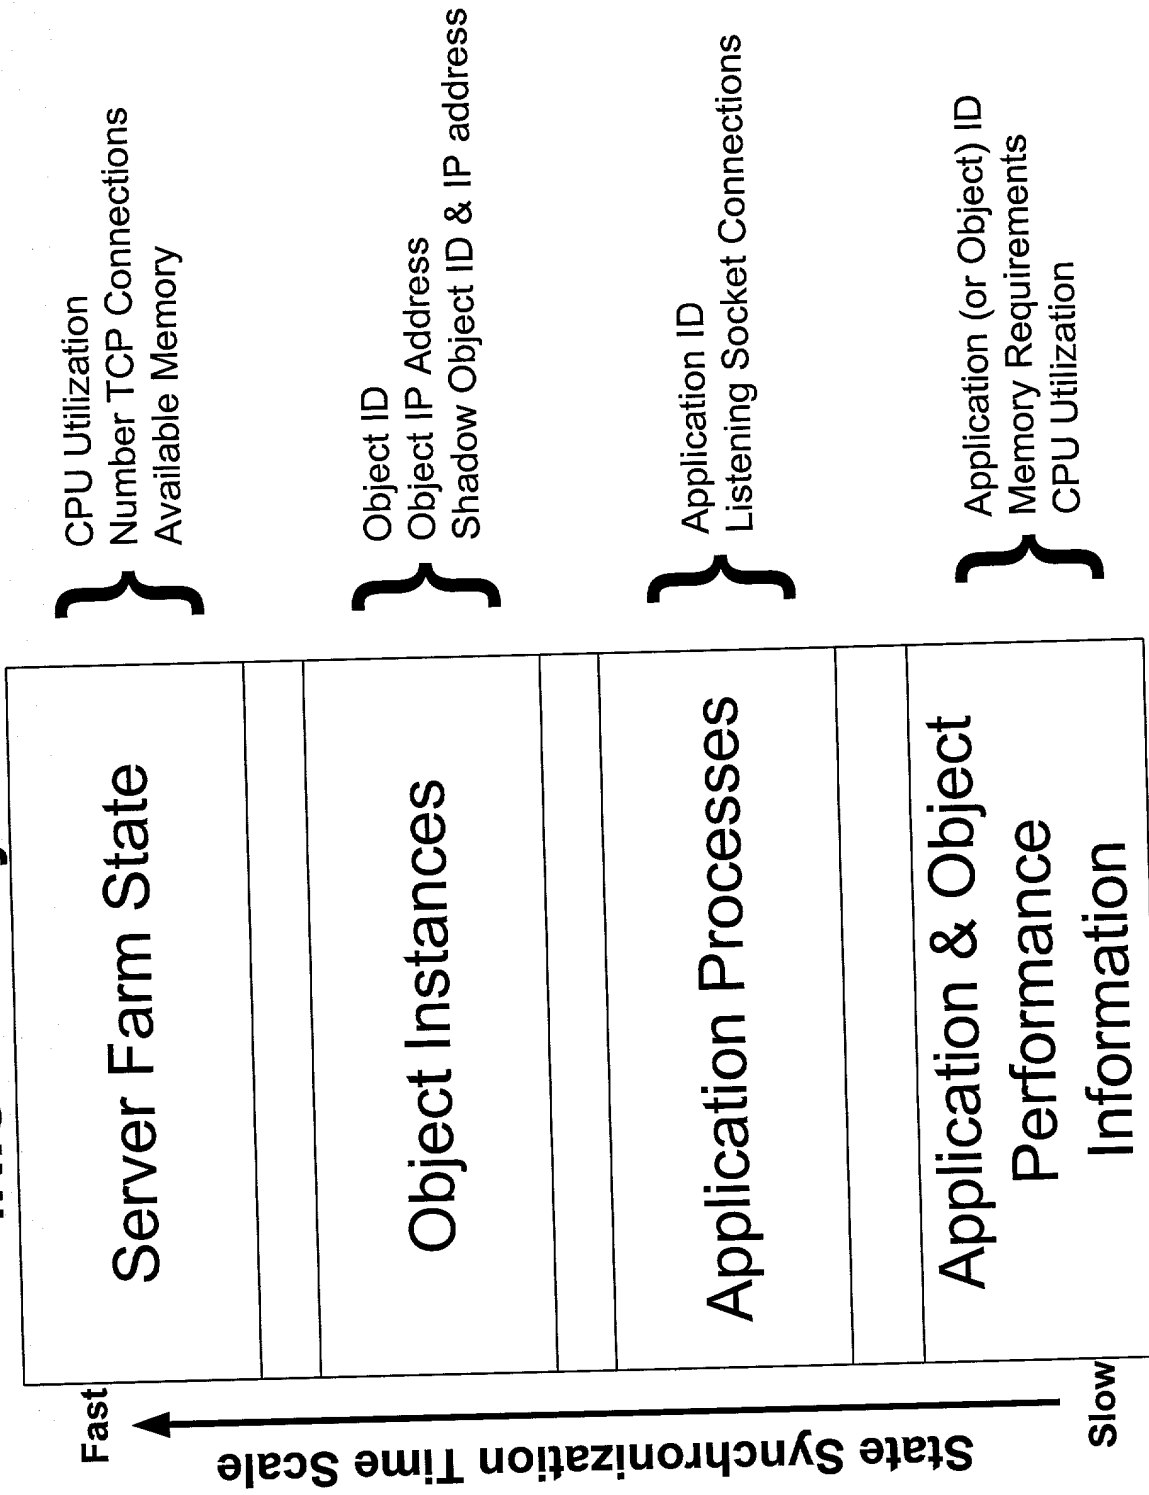 Fast
State Synchronization Time Scale
Slow
Server Farm State
CPU Utilization
Number TCP Connections
Available Memory
Object Instances
Object ID
Object IP Address
Shadow Object ID & IP address
Application Processes
Application ID
Listening Socket Connections
Application & Object
Performance
Information
Application (or Object) ID
Memory Requirements
CPU Utilization